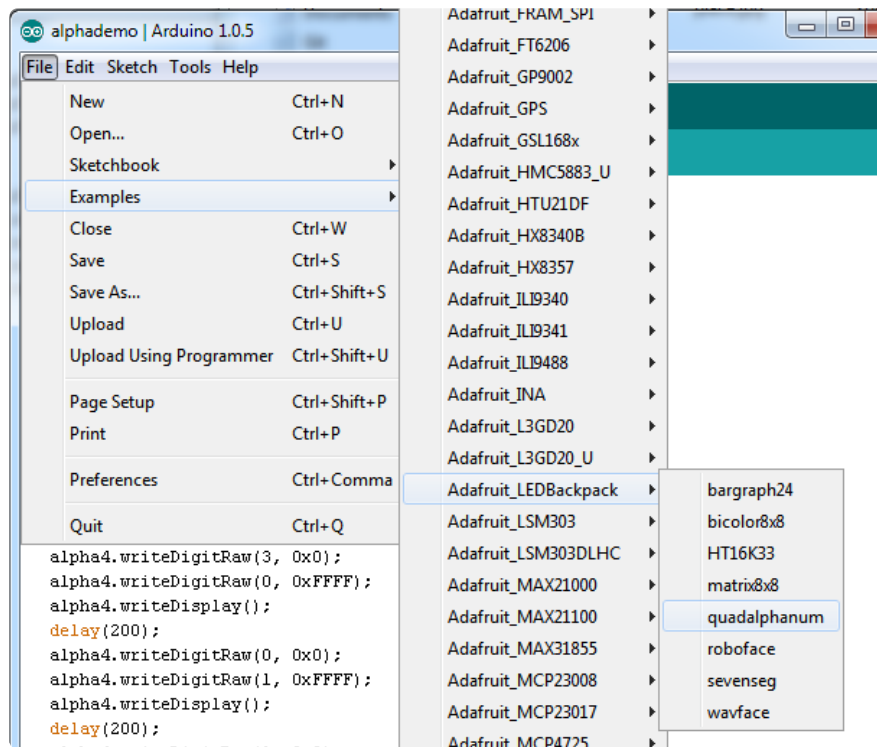 alphademo | Arduino 1.0.5
File Edit Sketch Tools Help
New Ctrl+N
Open... Ctrl+O
Sketchbook
Examples
Close Ctrl+W
Save Ctrl+S
Save As... Ctrl+Shift+S
Upload Ctrl+U
Upload Using Programmer Ctrl+Shift+U
Page Setup Ctrl+Shift+P
Print Ctrl+P
Preferences Ctrl+Comma
Quit Ctrl+Q
alpha4.writeDigitRaw(3, 0x0);
alpha4.writeDigitRaw(0, 0xFFFF);
alpha4.writeDisplay();
delay(200);
alpha4.writeDigitRaw(0, 0x0);
alpha4.writeDigitRaw(1, 0xFFFF);
alpha4.writeDisplay();
delay(200);
Adafruit_FRAM_SPI
Adafruit_FT6206
Adafruit_GP9002
Adafruit_GPS
Adafruit_GSL168x
Adafruit_HMC5883_U
Adafruit_HTU21DF
Adafruit_HX8340B
Adafruit_HX8357
Adafruit_ILI9340
Adafruit_ILI9341
Adafruit_ILI9488
Adafruit_INA
Adafruit_L3GD20
Adafruit_L3GD20_U
Adafruit_LEDBackpack
Adafruit_LSM303
Adafruit_LSM303DLHC
Adafruit_MAX21000
Adafruit_MAX21100
Adafruit_MAX31855
Adafruit_MCP23008
Adafruit_MCP23017
Adafruit_MCP4725
bargraph24
bicolor8x8
HT16K33
matrix8x8
quadalphanum
roboface
sevenseg
wavface